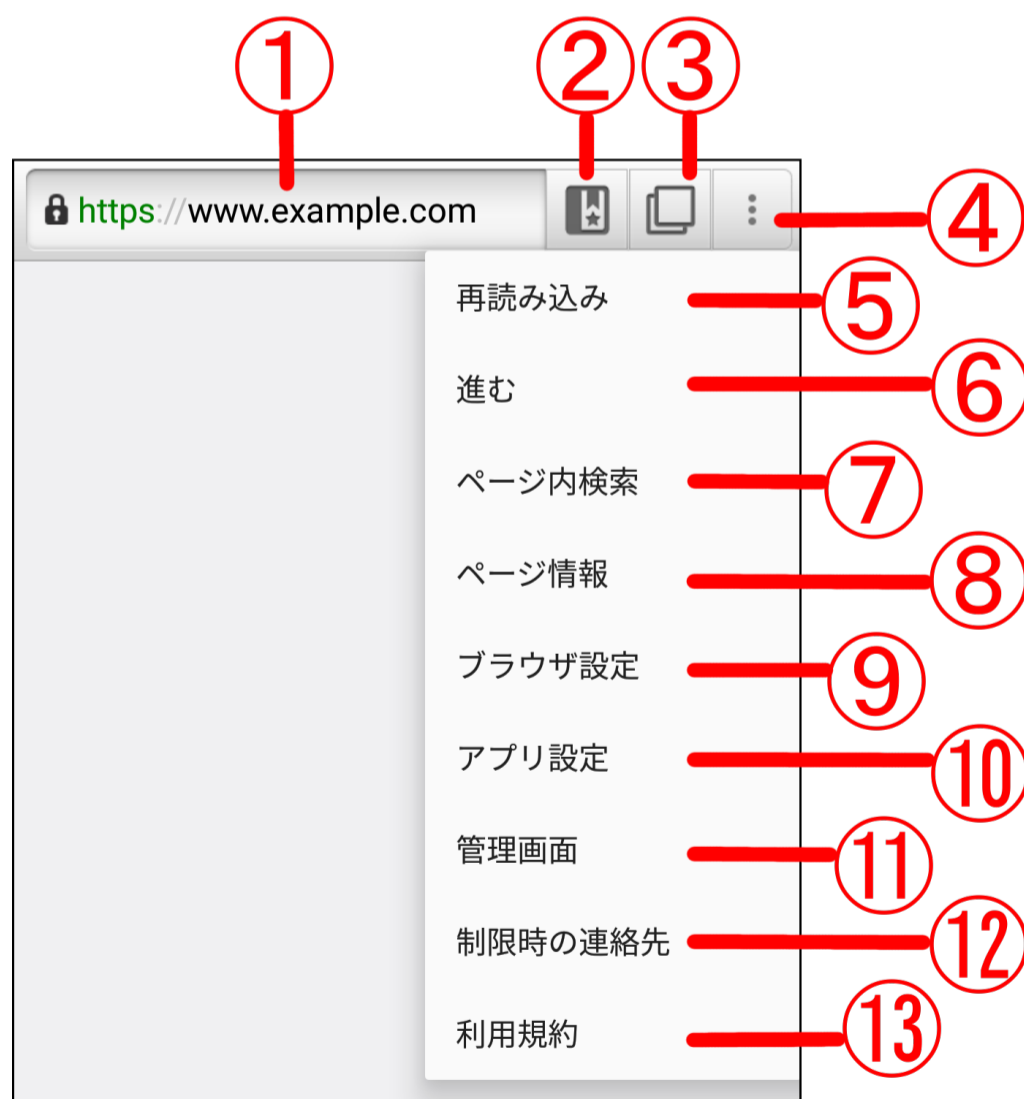 ①
②
③
https://www.example.com
④
再読み込み ⑤
進む ⑥
ページ内検索 ⑦
ページ情報 ⑧
ブラウザ設定 ⑨
アプリ設定 ⑩
管理画面 ⑪
制限時の連絡先 ⑫
利用規約 ⑬